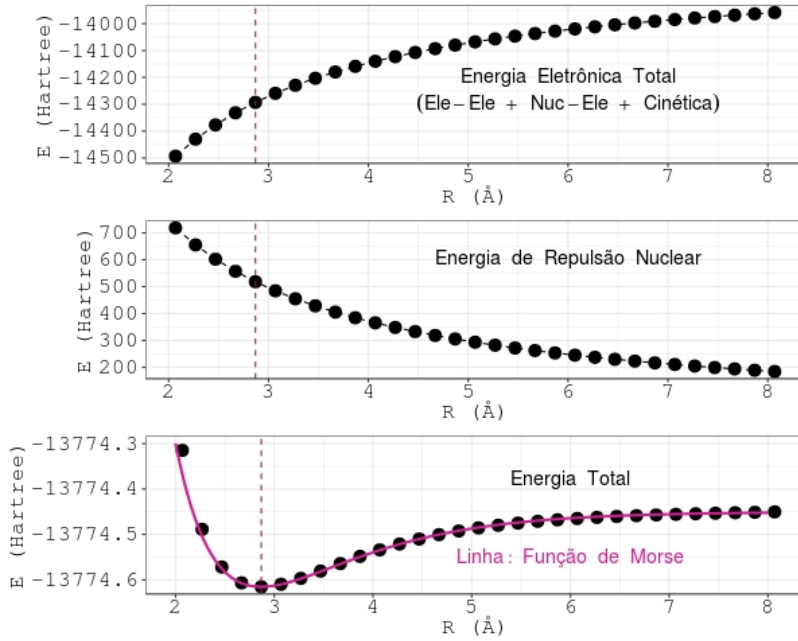 E (Hartree)
-14000
-14100
-14200
-14300
-14400
-14500
Energia Eletrônica Total
(Ele-Ele + Nuc-Ele + Cinética)
2 3 4 5 6 7 8
R (Å)
E (Hartree)
700
600
500
400
300
200
Energia de Repulsão Nuclear
2 3 4 5 6 7 8
R (Å)
E (Hartree)
-13774.3
-13774.4
-13774.5
-13774.6
Energia Total
Linha: Função de Morse
2 3 4 5 6 7 8
R (Å)